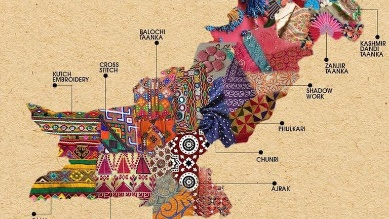 BALOCHI
TAANKA
KASHMIR
DANDI
TAANKA
CROSS
STITCH
ZANJIR
TAANKA
KUTCH
EMBROIDERY
SHADOW
WORK
PHULKARI
CHUNRI
AJRAK